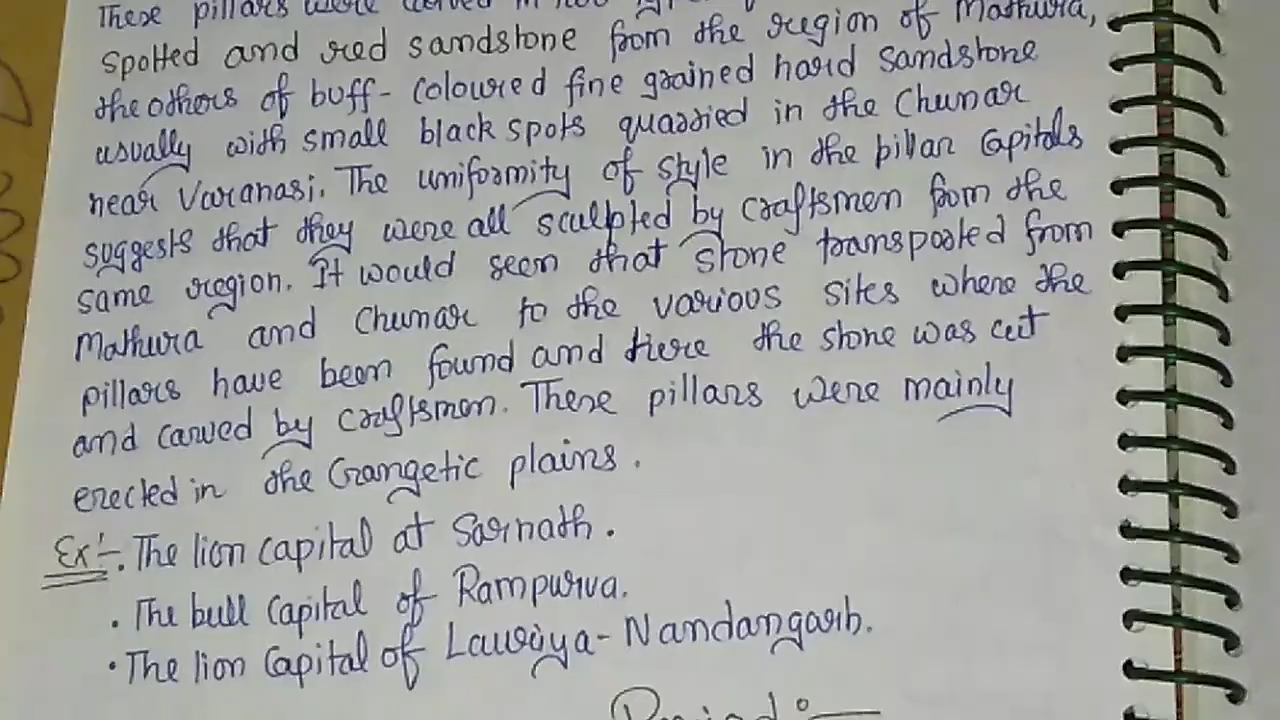 These pillars were carved in
spotted and red sandstone from the region of Mathura,
the others of buff-coloured fine grained hard sandstone
usually with small black spots quarried in the Chunar
near Varanasi. The uniformity of style in the pillar Capitals
suggests that they were all sculpted by craftsmen from the
same region. It would seem that stone transported from
Mathura and Chunar to the various sites where the
pillars have been found and here the stone was cut
and carved by craftsmen. These pillars were mainly
erected in the Gangetic plains.
Ex:- . The lion capital at Sarnath.
. The bull Capital of Rampurva.
• The lion Capital of Lauriya-Nandangarh.